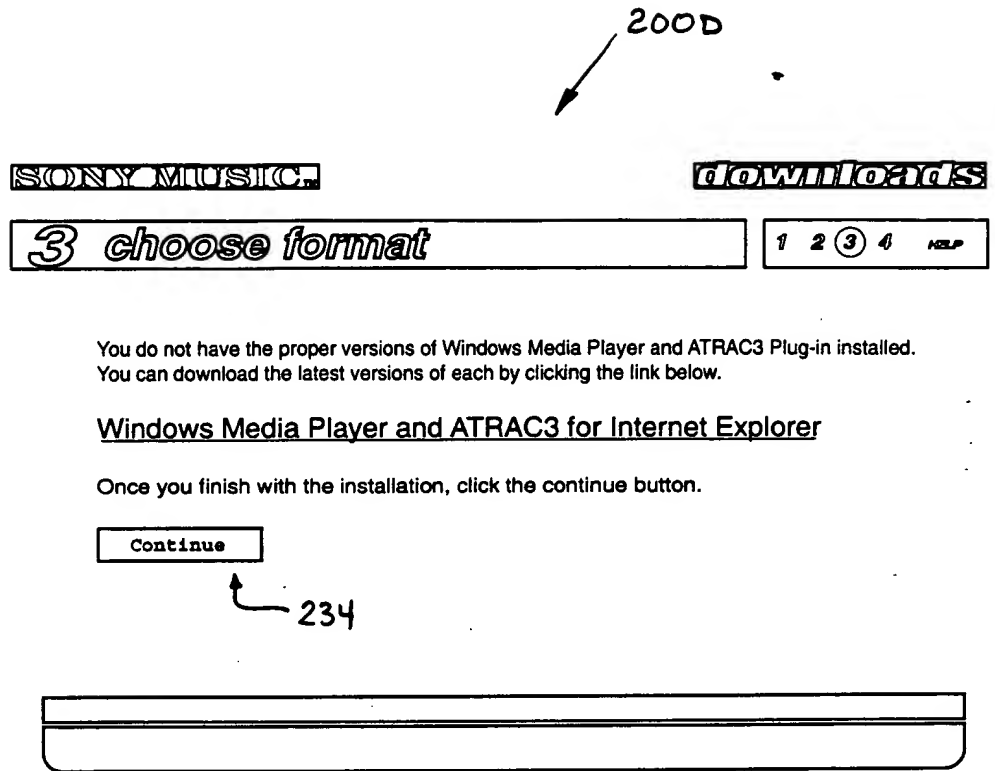 200D
SONY MUSIC™ downloads
3 choose format 1 2 3 4 HELP
You do not have the proper versions of Windows Media Player and ATRAC3 Plug-in installed.
You can download the latest versions of each by clicking the link below.
Windows Media Player and ATRAC3 for Internet Explorer
Once you finish with the installation, click the continue button.
Continue
234